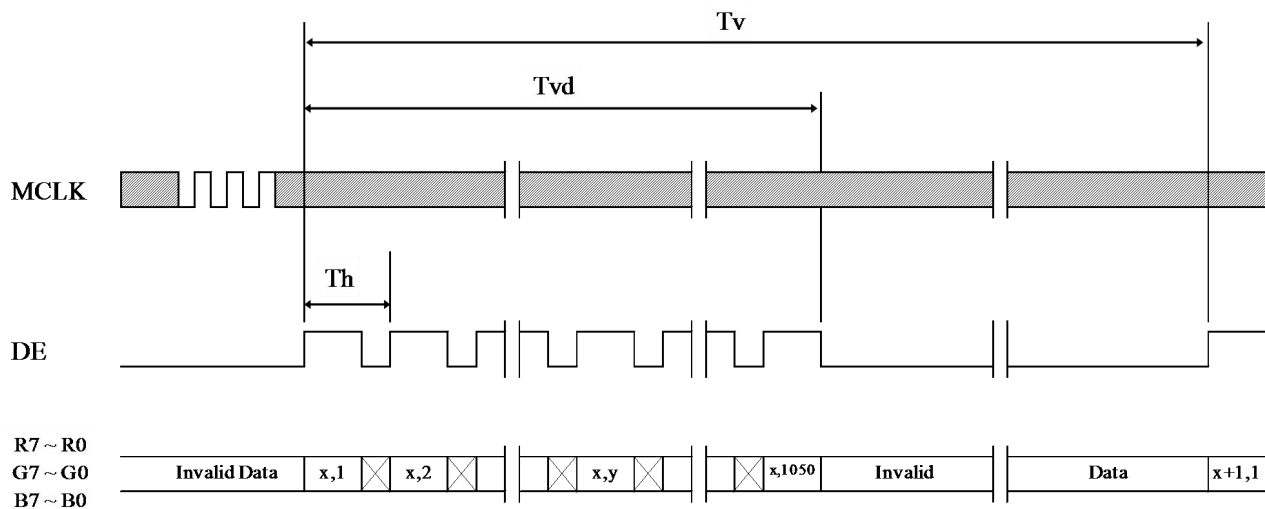 Tv
Tvd
MCLK
Th
DE
R7 ~ R0
G7 ~ G0
B7 ~ B0
Invalid Data
x,1
x,2
x,y
x,1050
Invalid
Data
x+1,1